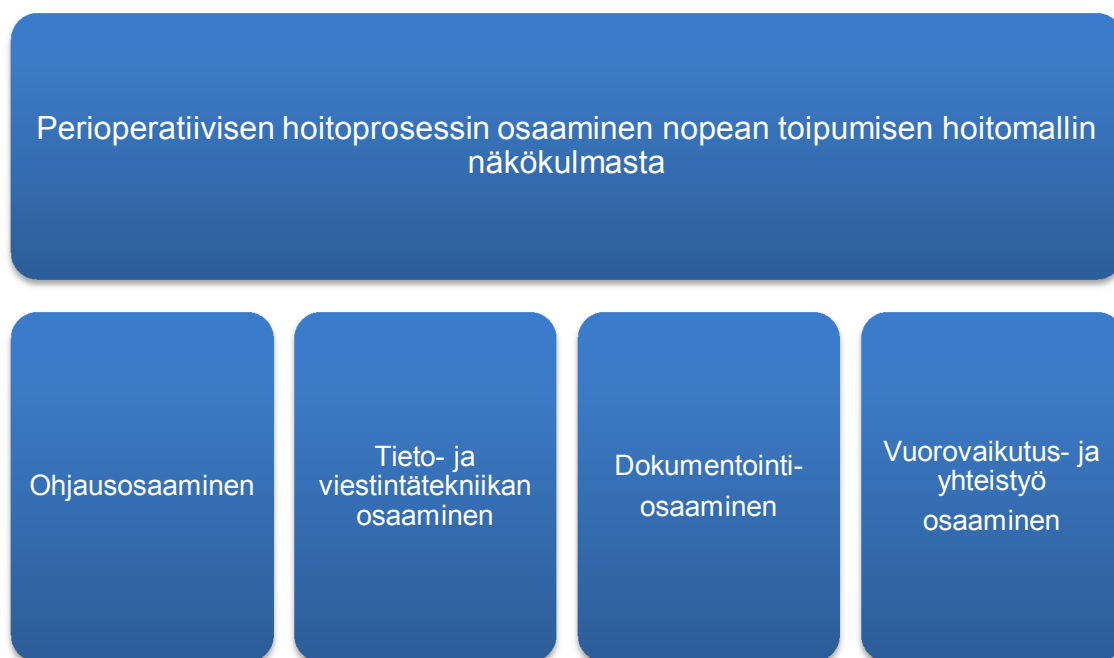 Perioperatiivisen hoitoprosessin osaaminen nopean toipumisen hoitomallin
näkökulmasta
Ohjausosaaminen
Tieto- ja
viestintätekniikan
osaaminen
Dokumentointi-
osaaminen
Vuorovaikutus- ja
yhteistyö
osaaminen